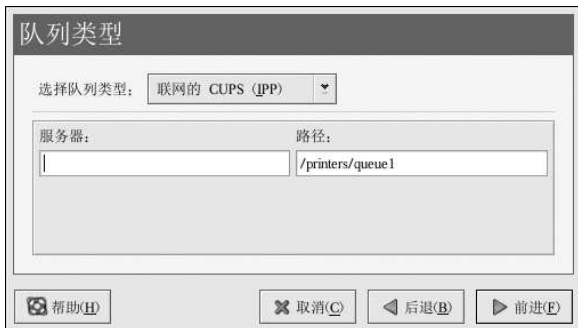 队列类型
选择队列类型： 联网的 CUPS (IPP)
服务器： 路径：
/printers/queue1
帮助(H) 取消(C) 后退(B) 前进(F)